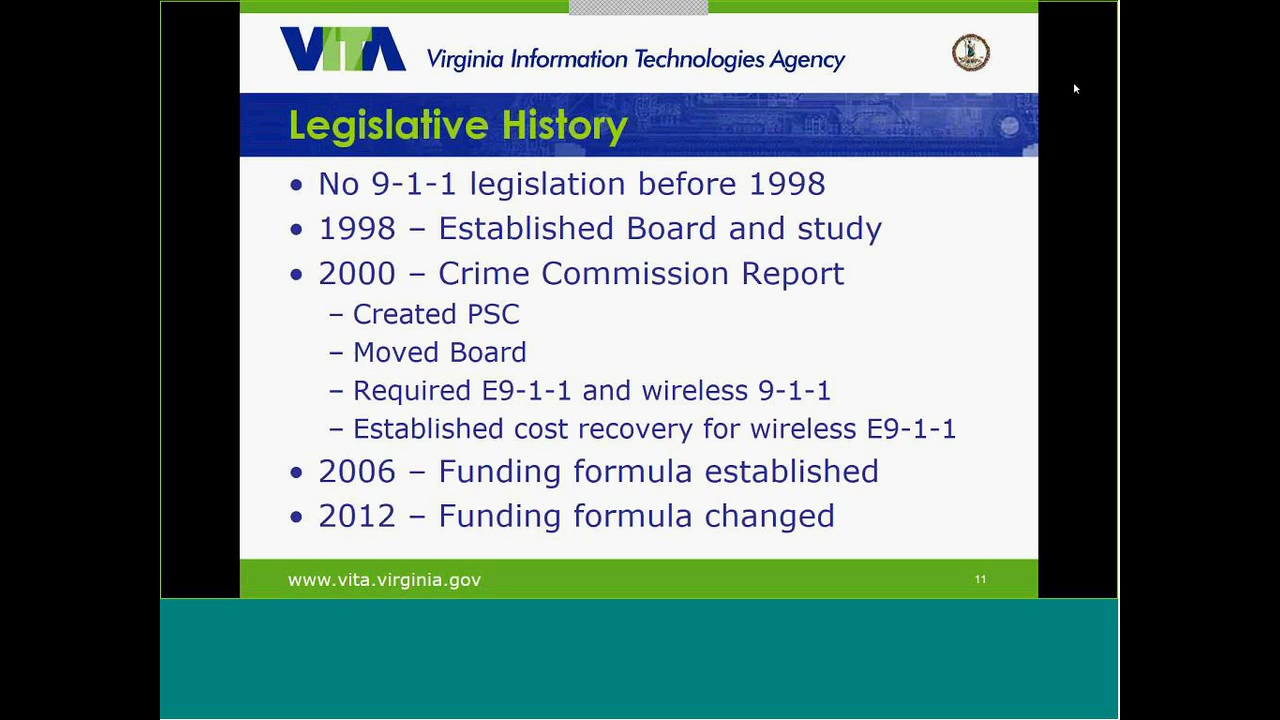 VITA Virginia Information Technologies Agency
Legislative History
• No 9-1-1 legislation before 1998
• 1998 – Established Board and study
• 2000 – Crime Commission Report
– Created PSC
– Moved Board
– Required E9-1-1 and wireless 9-1-1
– Established cost recovery for wireless E9-1-1
• 2006 – Funding formula established
• 2012 – Funding formula changed
www.vita.virginia.gov 11